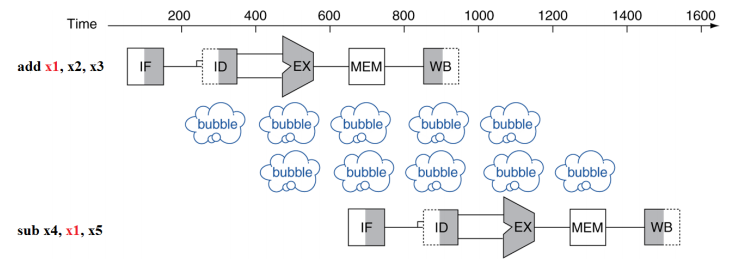 Time 200 400 600 800 1000 1200 1400 1600
add x1, x2, x3 IF ID EX MEM WB
bubble bubble bubble bubble bubble
bubble bubble bubble bubble bubble
sub x4, x1, x5 IF ID EX MEM WB